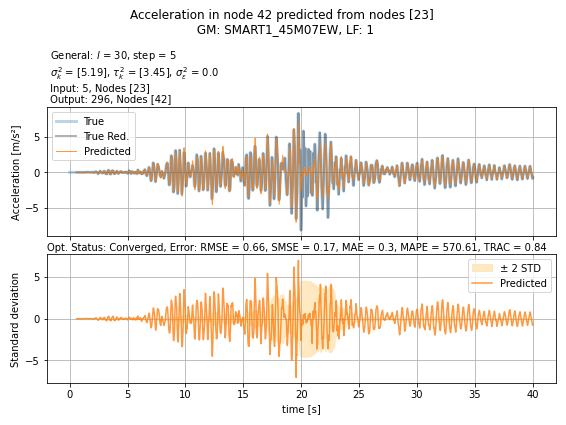 Acceleration in node 42 predicted from nodes [23]
GM: SMART1_45M07EW, LF: 1
General: l = 30, step = 5
σ²ₖ = [5.19], τ²ₖ = [3.45], σ²ε = 0.0
Input: 5, Nodes [23]
Output: 296, Nodes [42]
Acceleration [m/s²]
5
0
−5
True
True Red.
Predicted
Opt. Status: Converged, Error: RMSE = 0.66, SMSE = 0.17, MAE = 0.3, MAPE = 570.61, TRAC = 0.84
Standard deviation
5
0
−5
± 2 STD
Predicted
0 5 10 15 20 25 30 35 40
time [s]